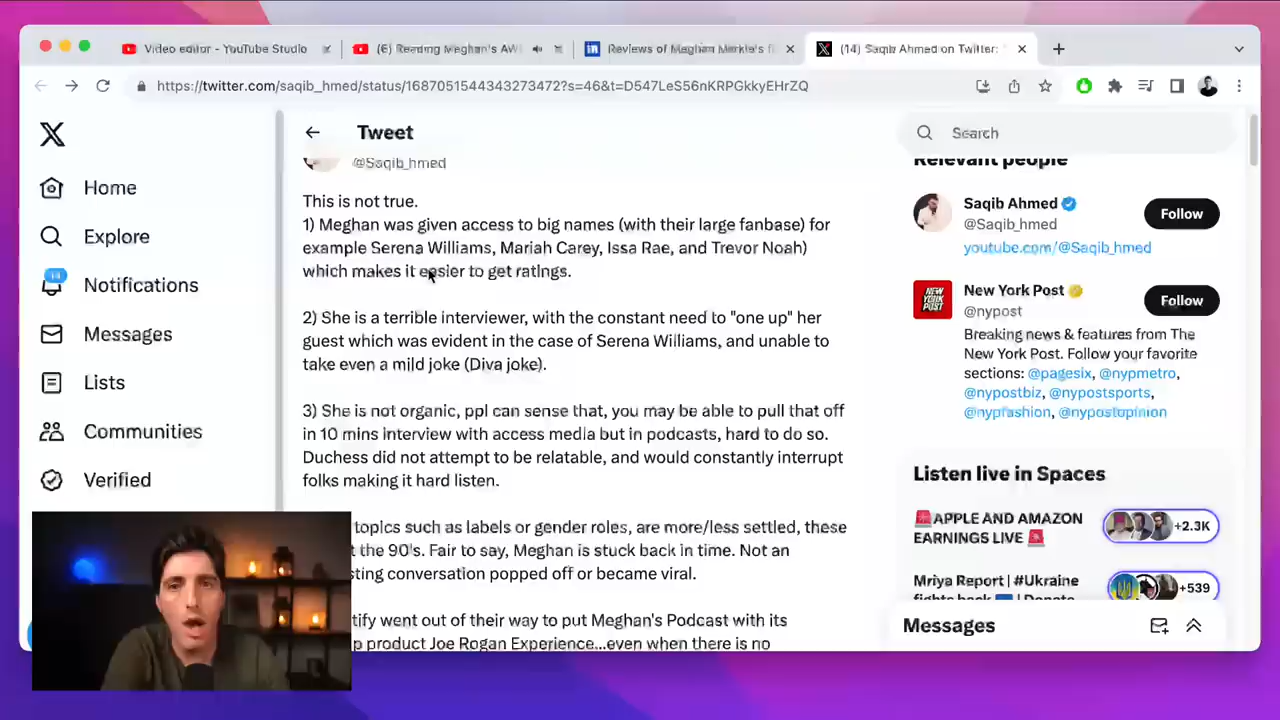 Video editor - YouTube Studio
(6) Reading Meghan's AW
Reviews of Meghan Merkle's f
(14) Saqib Ahmed on Twitter: "
https://twitter.com/saqib_hmed/status/1687051544343273472?s=46&t=D547LeS56nKRPGkkyEHrZQ
Home
Explore
14
Notifications
Messages
Lists
Communities
Verified
Tweet
@Saqib_hmed
This is not true.
1) Meghan was given access to big names (with their large fanbase) for
example Serena Williams, Mariah Carey, Issa Rae, and Trevor Noah)
which makes it easier to get ratings.
2) She is a terrible interviewer, with the constant need to "one up" her
guest which was evident in the case of Serena Williams, and unable to
take even a mild joke (Diva joke).
3) She is not organic, ppl can sense that, you may be able to pull that off
in 10 mins interview with access media but in podcasts, hard to do so.
Duchess did not attempt to be relatable, and would constantly interrupt
folks making it hard listen.
topics such as labels or gender roles, are more/less settled, these
t the 90's. Fair to say, Meghan is stuck back in time. Not an
sting conversation popped off or became viral.
tify went out of their way to put Meghan's Podcast with its
p product Joe Rogan Experience...even when there is no
Search
Relevant people
Saqib Ahmed
@Saqib_hmed
Follow
youtube.com/@Saqib_hmed
NEW YORK POST
New York Post
@nypost
Follow
Breaking news & features from The
New York Post. Follow your favorite
sections: @pagesix, @nypmetro,
@nypostbiz, @nypostsports,
@nypfashion, @nypostopinion
Listen live in Spaces
APPLE AND AMAZON
EARNINGS LIVE
+2.3K
Mriya Report | #Ukraine
fights back | Donate
+539
Messages